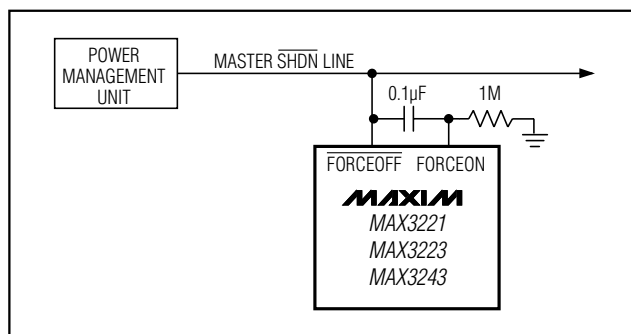 POWER
MANAGEMENT
UNIT
MASTER SHDN LINE
0.1µF
1M
FORCEOFF FORCEON
MAXIM
MAX3221
MAX3223
MAX3243